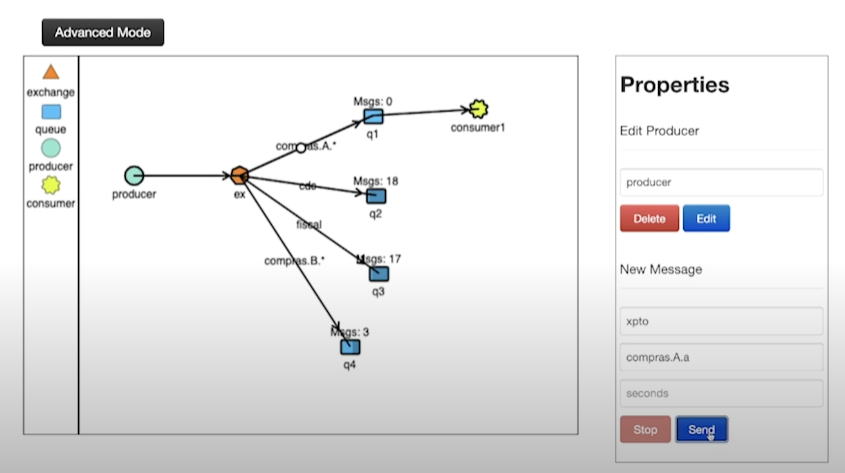 Advanced Mode
exchange
queue
producer
consumer
Msgs: 0
q1
consumer1
compras.A.*
producer
ex
cde
Msgs: 18
q2
fiscal
compras.B.*
Msgs: 17
q3
Msgs: 3
q4
Properties
Edit Producer
producer
Delete
Edit
New Message
xpto
compras.A.a
seconds
Stop
Send